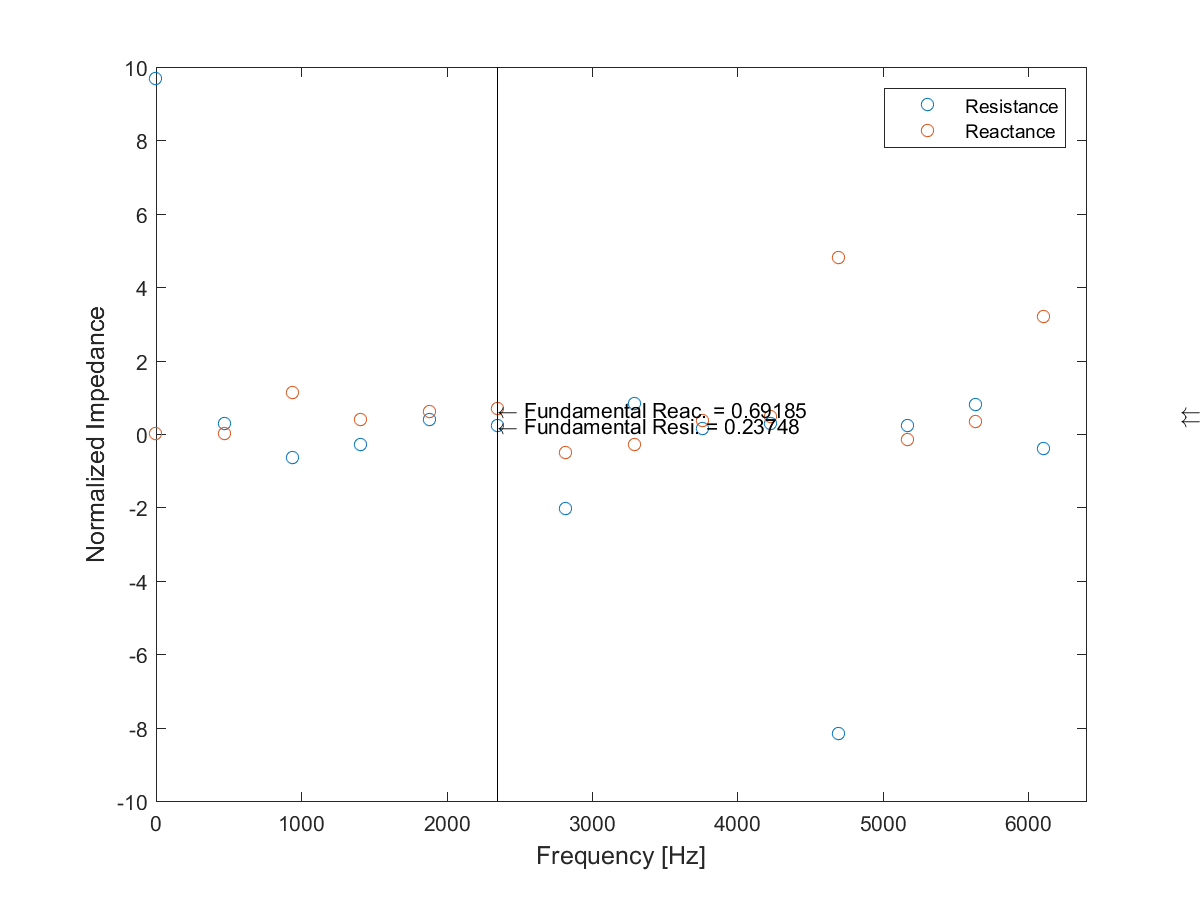 10
8
6
4
2
0
-2
-4
-6
-8
-10
Normalized Impedance
Resistance
Reactance
← Fundamental Reac. = 0.69185
← Fundamental Resi. = 0.23748
←
←
0 1000 2000 3000 4000 5000 6000
Frequency [Hz]